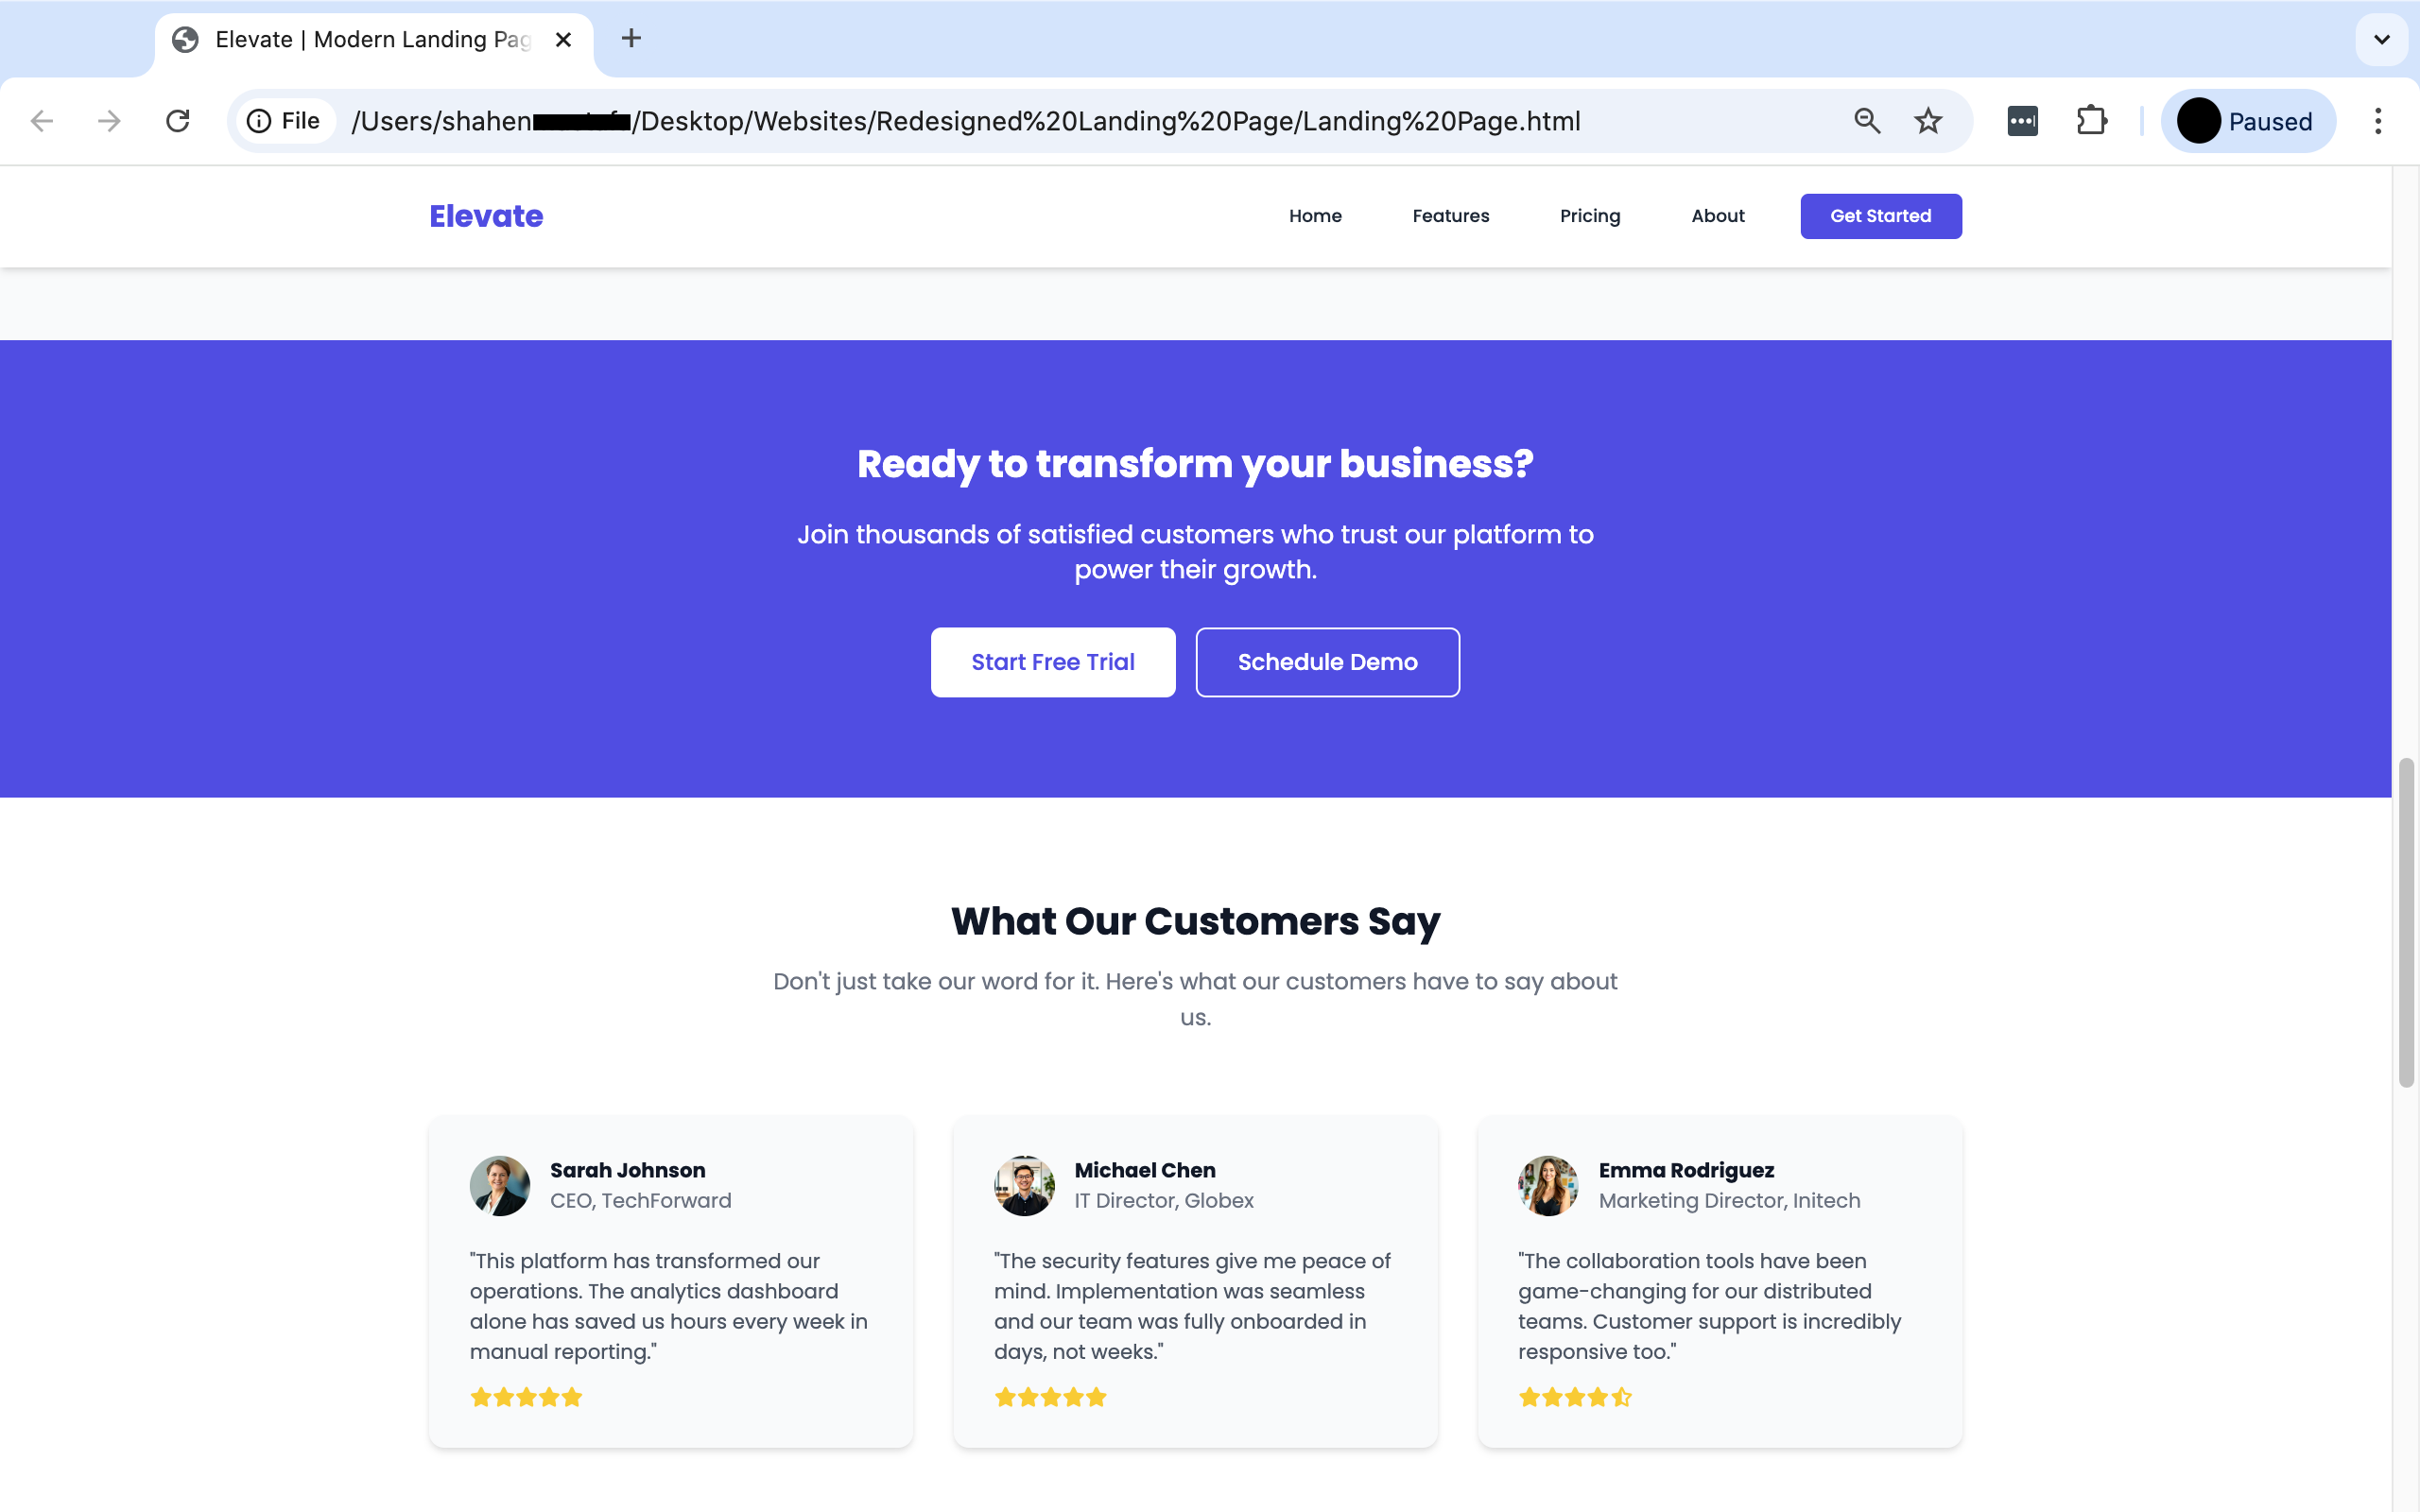 Elevate | Modern Landing Pag
File /Users/shahen /Desktop/Websites/Redesigned%20Landing%20Page/Landing%20Page.html
Paused
Elevate
Home Features Pricing About Get Started
Ready to transform your business?
Join thousands of satisfied customers who trust our platform to
power their growth.
Start Free Trial Schedule Demo
What Our Customers Say
Don't just take our word for it. Here's what our customers have to say about
us.
Sarah Johnson
CEO, TechForward
"This platform has transformed our
operations. The analytics dashboard
alone has saved us hours every week in
manual reporting."
Michael Chen
IT Director, Globex
"The security features give me peace of
mind. Implementation was seamless
and our team was fully onboarded in
days, not weeks."
Emma Rodriguez
Marketing Director, Initech
"The collaboration tools have been
game-changing for our distributed
teams. Customer support is incredibly
responsive too."